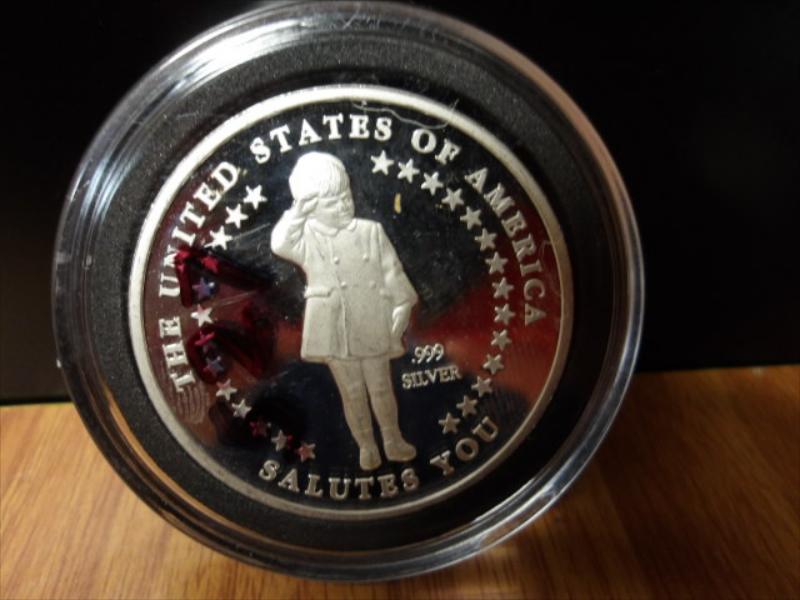 THE UNITED STATES OF AMERICA
.999
SILVER
SALUTES YOU